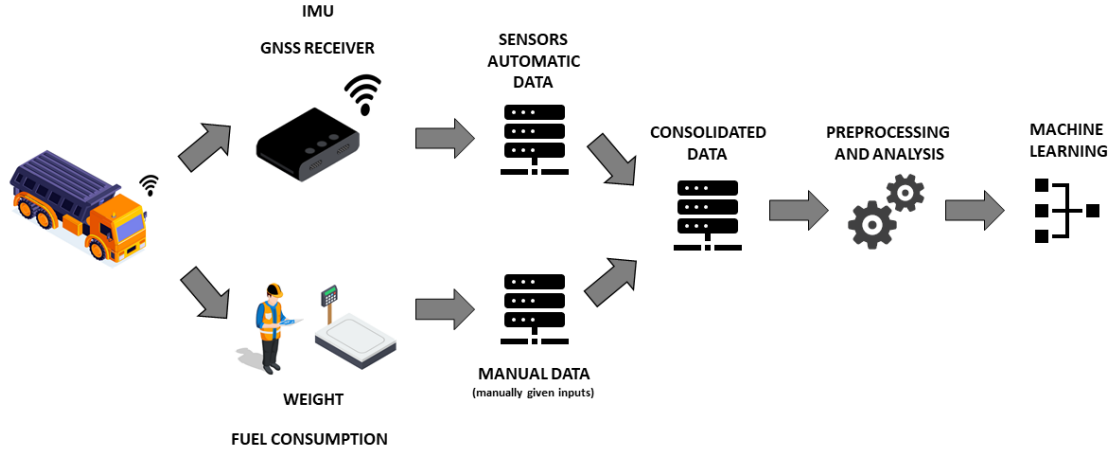 IMU
GNSS RECEIVER
SENSORS
AUTOMATIC
DATA
CONSOLIDATED
DATA
PREPROCESSING
AND ANALYSIS
MACHINE
LEARNING
WEIGHT
FUEL CONSUMPTION
MANUAL DATA
(manually given inputs)